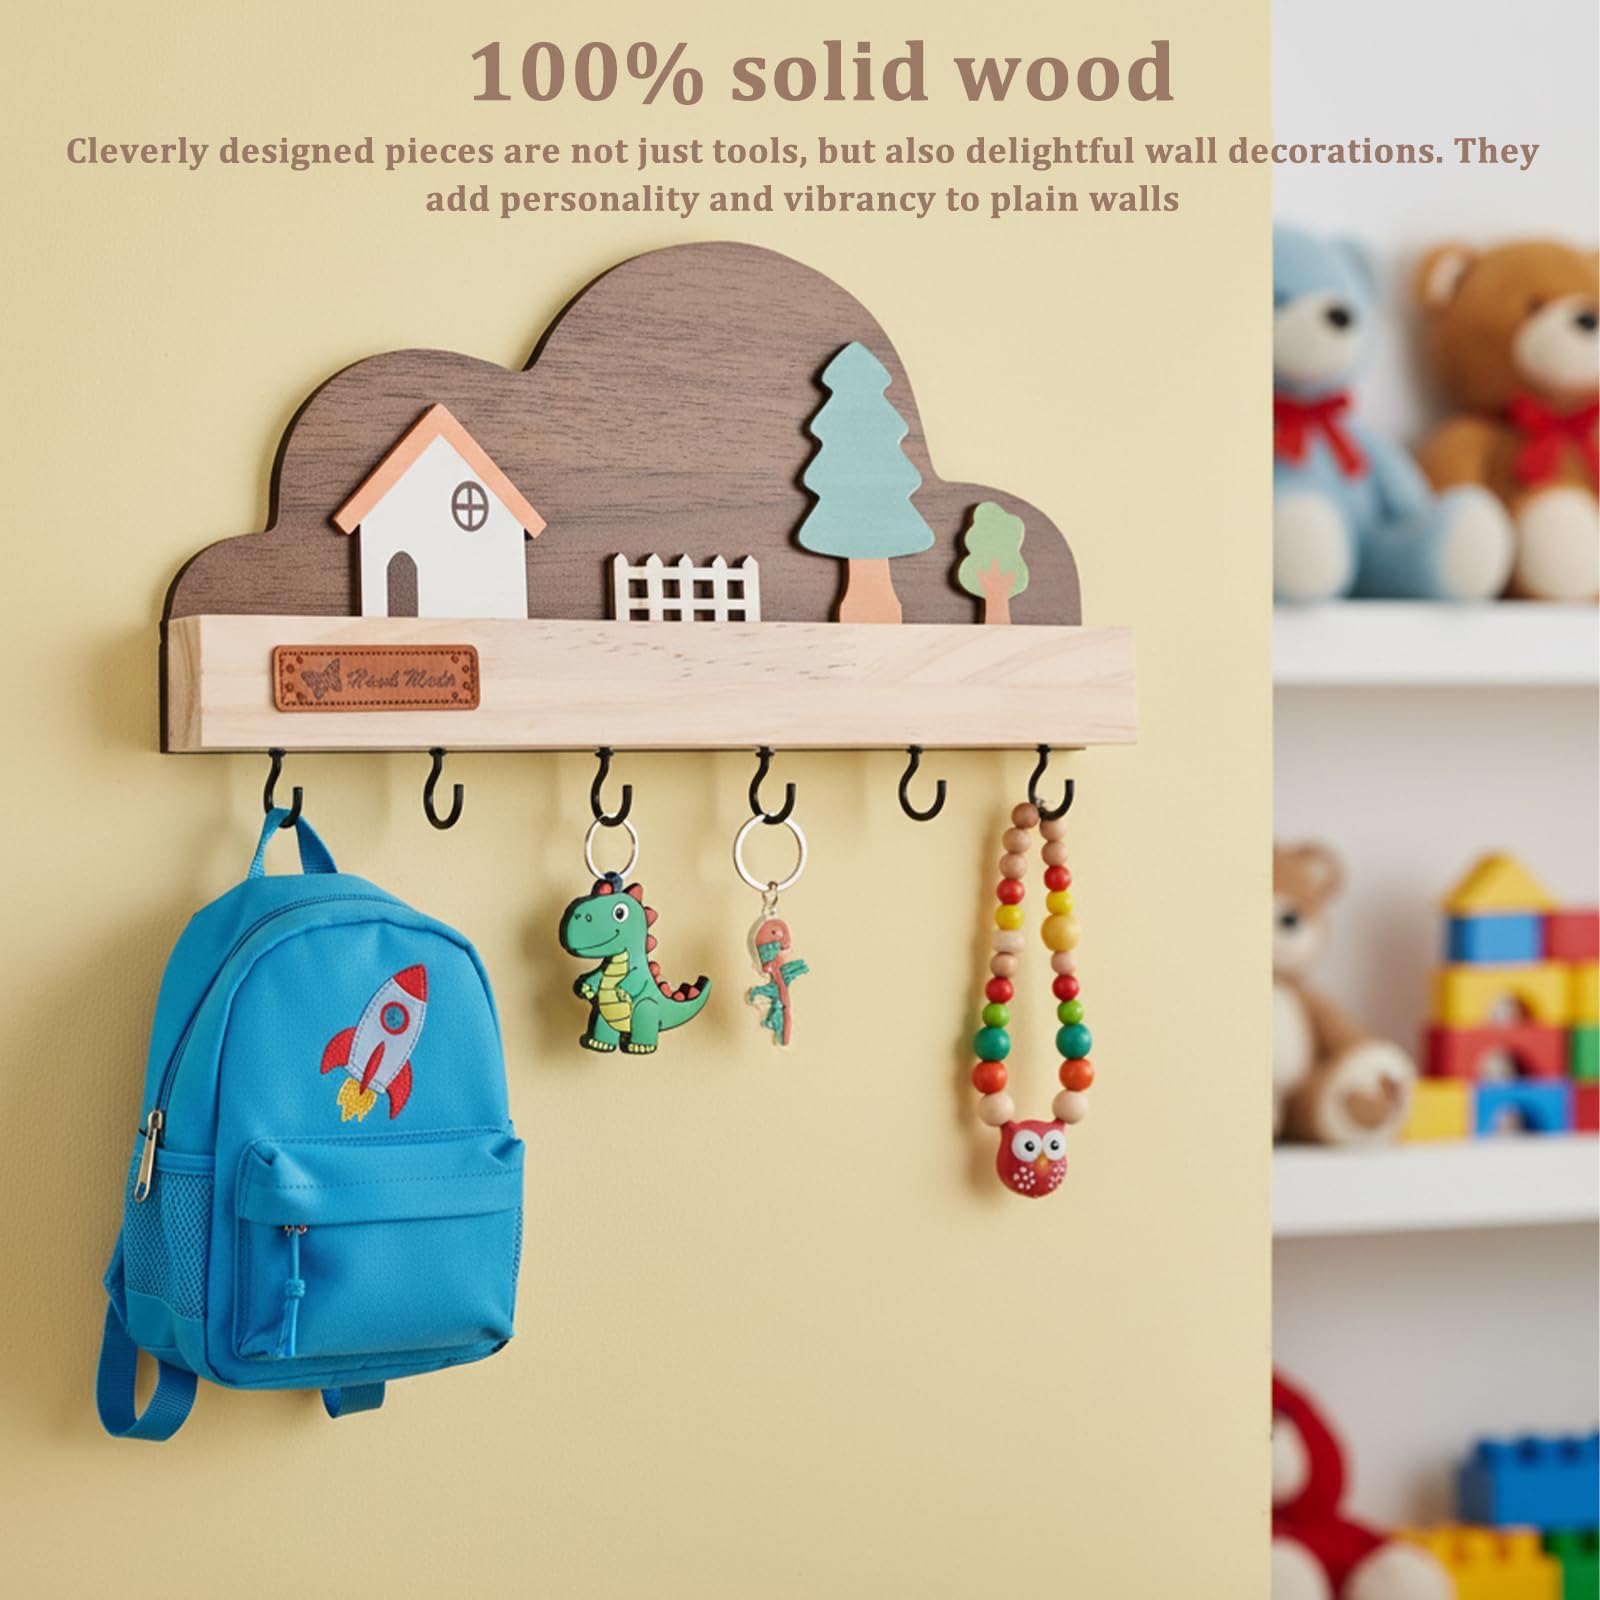 100% solid wood
Cleverly designed pieces are not just tools, but also delightful wall decorations. They
add personality and vibrancy to plain walls